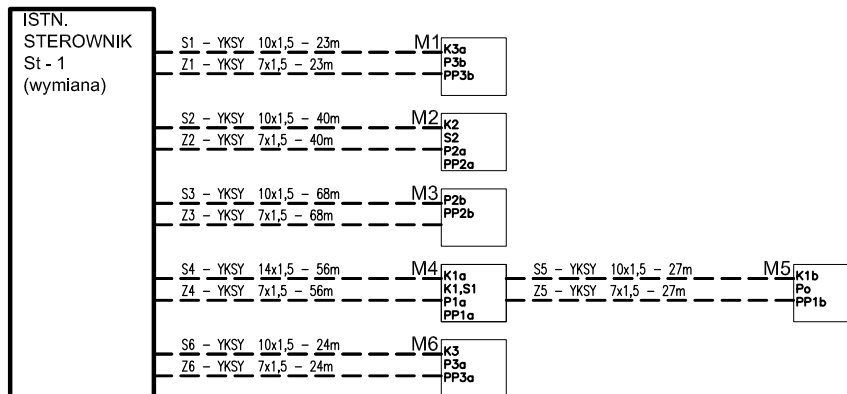 ISTN.
STEROWNIK
St - 1
(wymiana)
S1 - YKSY 10x1,5 - 23m
Z1 - YKSY 7x1,5 - 23m
M1
K3a
P3b
PP3b
S2 - YKSY 10x1,5 - 40m
Z2 - YKSY 7x1,5 - 40m
M2
K2
S2
P2a
PP2a
S3 - YKSY 10x1,5 - 68m
Z3 - YKSY 7x1,5 - 68m
M3
P2b
PP2b
S4 - YKSY 14x1,5 - 56m
Z4 - YKSY 7x1,5 - 56m
M4
K1a
K1,S1
P1a
PP1a
S5 - YKSY 10x1,5 - 27m
Z5 - YKSY 7x1,5 - 27m
M5
K1b
Po
PP1b
S6 - YKSY 10x1,5 - 24m
Z6 - YKSY 7x1,5 - 24m
M6
K3
P3a
PP3a